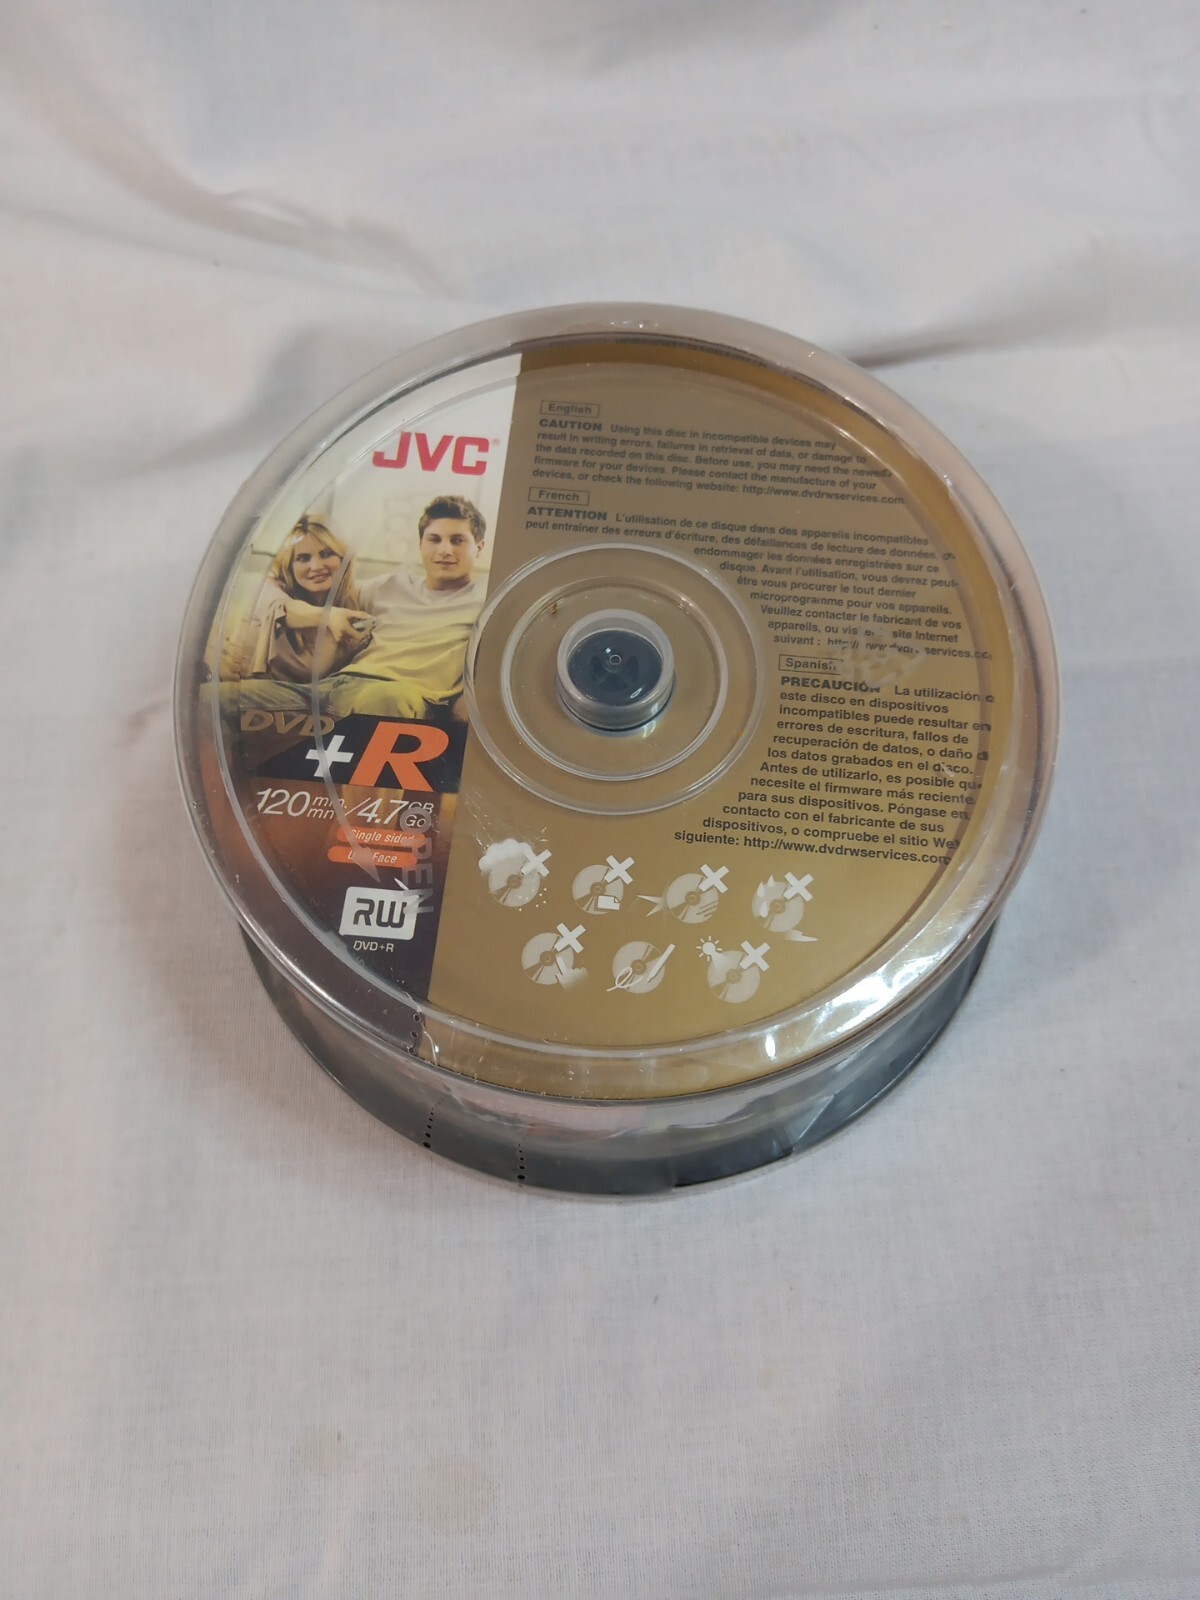 JVC®
DVD
+R
120 min. mn /4.7 GB Go
Single sided
Face
RW
DVD+R
OPEN
English
CAUTION Using this disc in incompatible devices may
result in writing errors, failures in retrieval of data, or damage to
the data recorded on this disc. Before use, you may need the newest
firmware for your devices. Please contact the manufacture of your
devices, or check the following website: http://www.dvdrwservices.com
French
ATTENTION L'utilisation de ce disque dans des appareils incompatibles
peut entraîner des erreurs d'écriture, des défaillances de lecture des données,
endommager les données enregistrées sur ce
disque. Avant l'utilisation, vous devrez peut-
être vous procurer le tout dernier
microprogramme pour vos appareils.
Veuillez contacter le fabricant de vos
appareils, ou site Internet
suivant :
Spanish
PRECAUCIÓN La utilización
este disco en dispositivos
incompatibles puede resultar en
errores de escritura, fallos de
recuperación de datos, o daño
los datos grabados en el disco.
Antes de utilizarlo, es posible que
necesite el firmware más reciente
para sus dispositivos. Póngase en
contacto con el fabricante de sus
dispositivos, o compruebe el sitio Web
siguiente: http://www.dvdrwservices.com